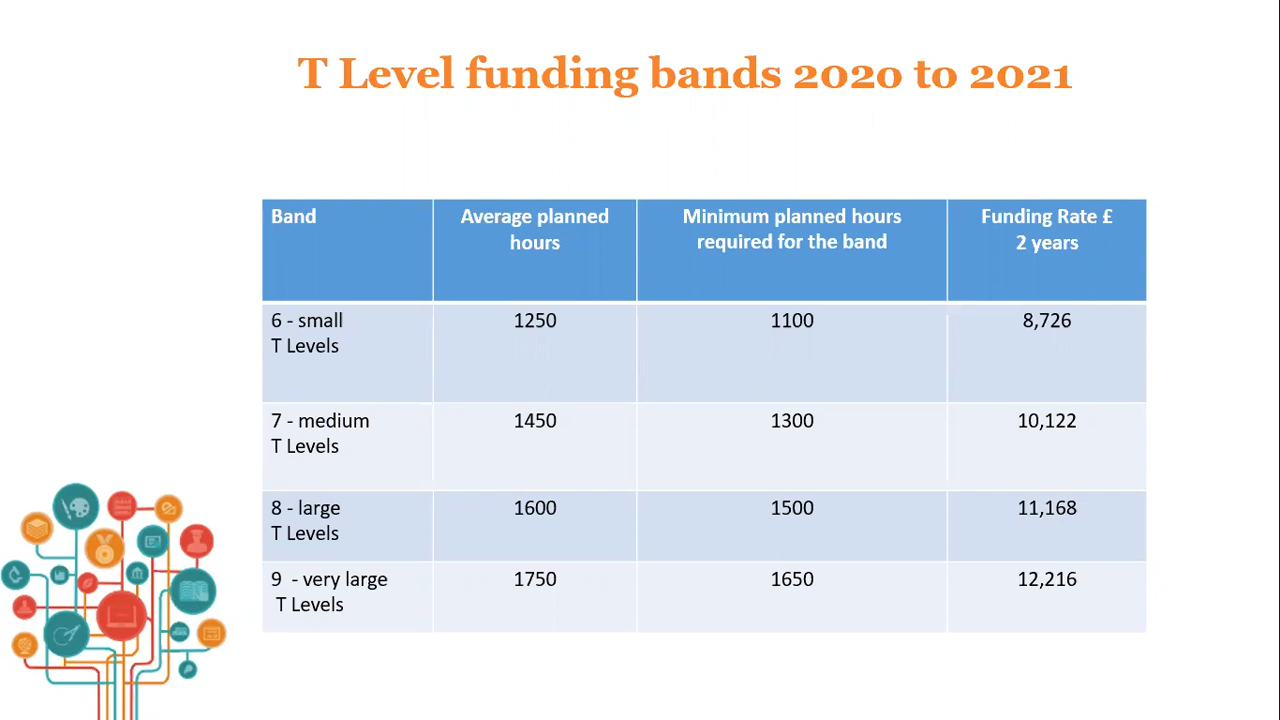 T Level funding bands 2020 to 2021
Band
Average planned
hours
Minimum planned hours
required for the band
Funding Rate £
2 years
6 - small
T Levels
1250
1100
8,726
7 - medium
T Levels
1450
1300
10,122
8 - large
T Levels
1600
1500
11,168
9 - very large
T Levels
1750
1650
12,216